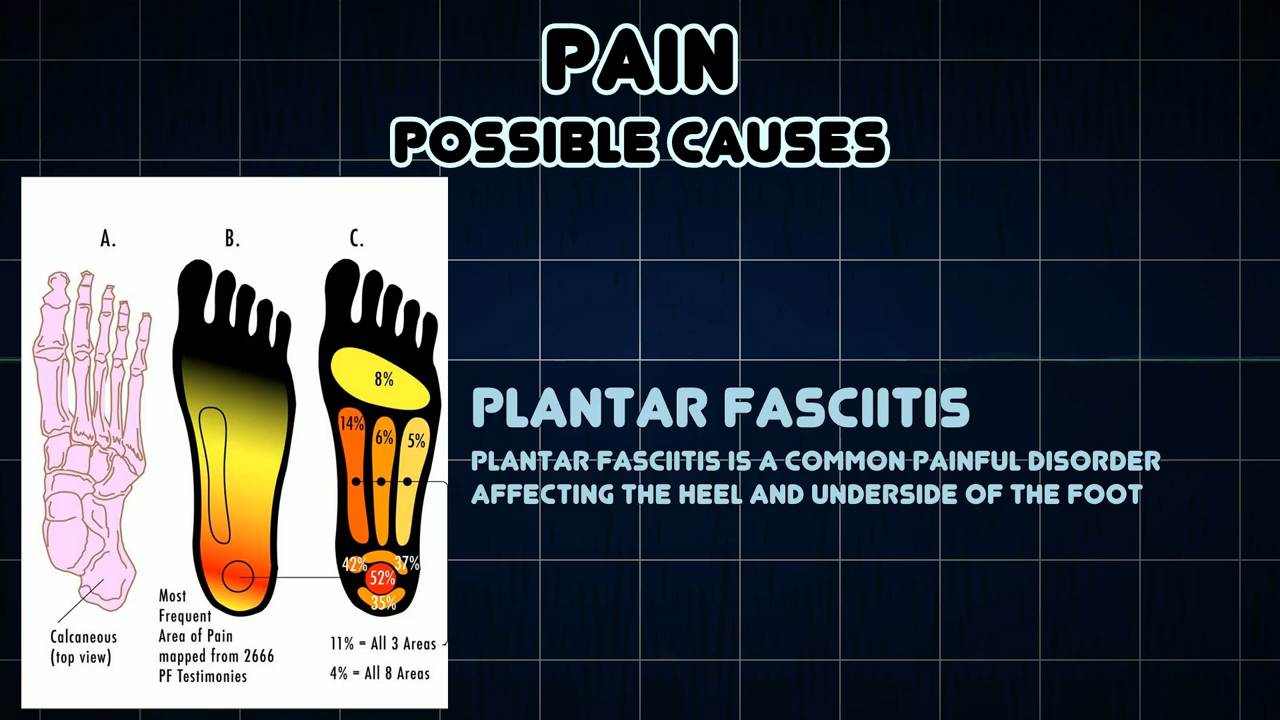 PAIN
POSSIBLE CAUSES
A.
B.
C.
8%
14%
6%
5%
42%
37%
52%
35%
Most
Frequent
Area of Pain
mapped from 2666
PF Testimonies
Calcaneous
(top view)
11% = All 3 Areas
4% = All 8 Areas
PLANTAR FASCIITIS
PLANTAR FASCIITIS IS A COMMON PAINFUL DISORDER
AFFECTING THE HEEL AND UNDERSIDE OF THE FOOT